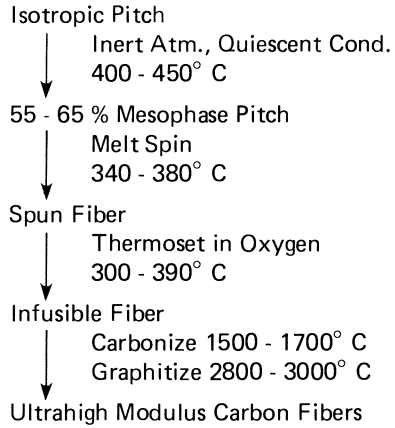 Isotropic Pitch
Inert Atm., Quiescent Cond.
400 - 450° C
55 - 65 % Mesophase Pitch
Melt Spin
340 - 380° C
Spun Fiber
Thermoset in Oxygen
300 - 390° C
Infusible Fiber
Carbonize 1500 - 1700° C
Graphitize 2800 - 3000° C
Ultrahigh Modulus Carbon Fibers